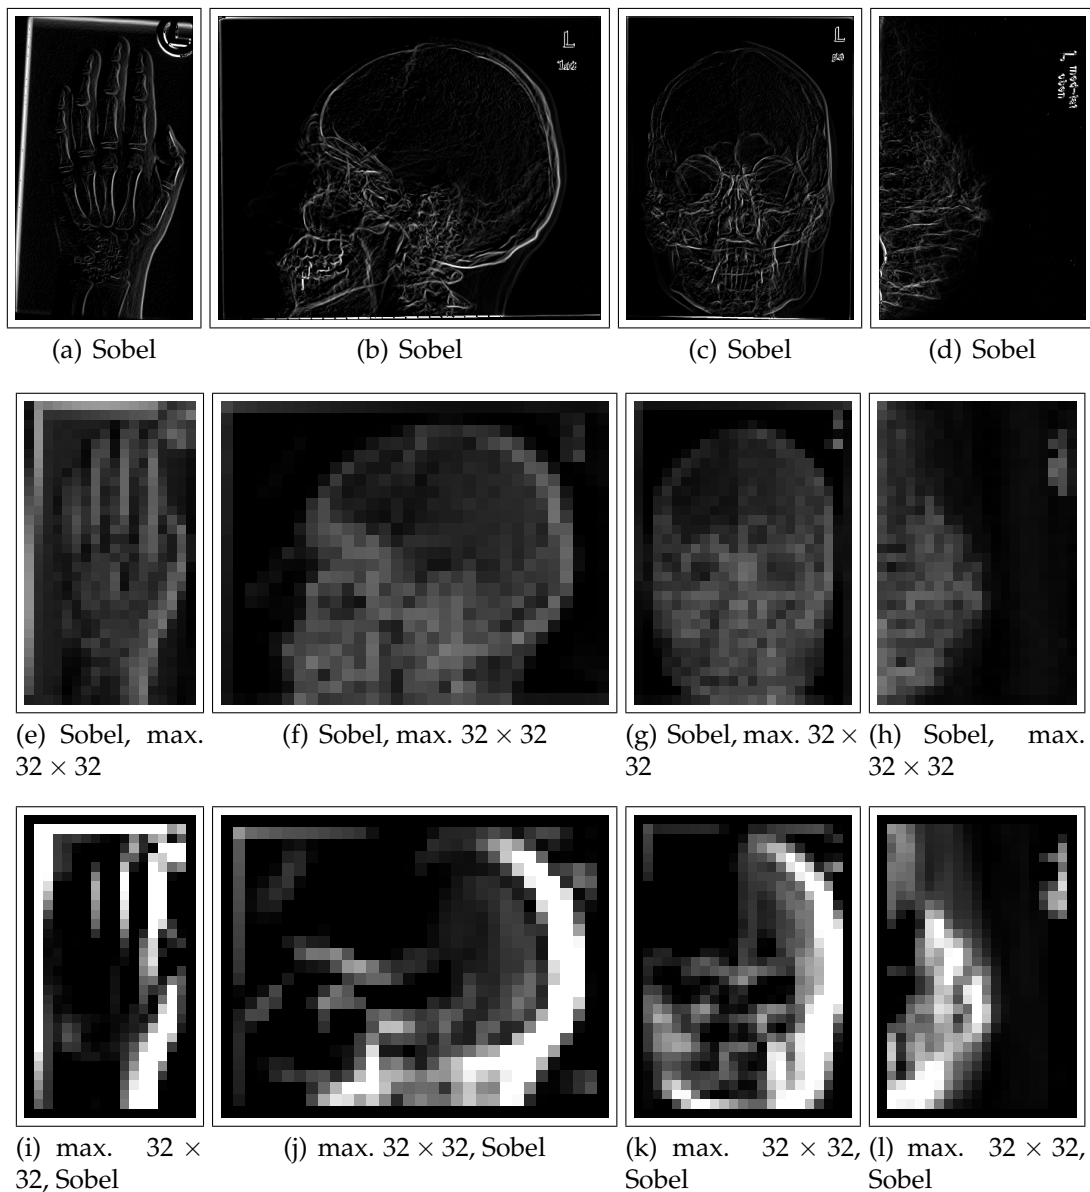 L
L
L
(a) Sobel
(b) Sobel
(c) Sobel
(d) Sobel
(e) Sobel, max. 32 × 32
(f) Sobel, max. 32 × 32
(g) Sobel, max. 32 × 32
(h) Sobel, max. 32 × 32
(i) max. 32 × 32, Sobel
(j) max. 32 × 32, Sobel
(k) max. 32 × 32, Sobel
(l) max. 32 × 32, Sobel